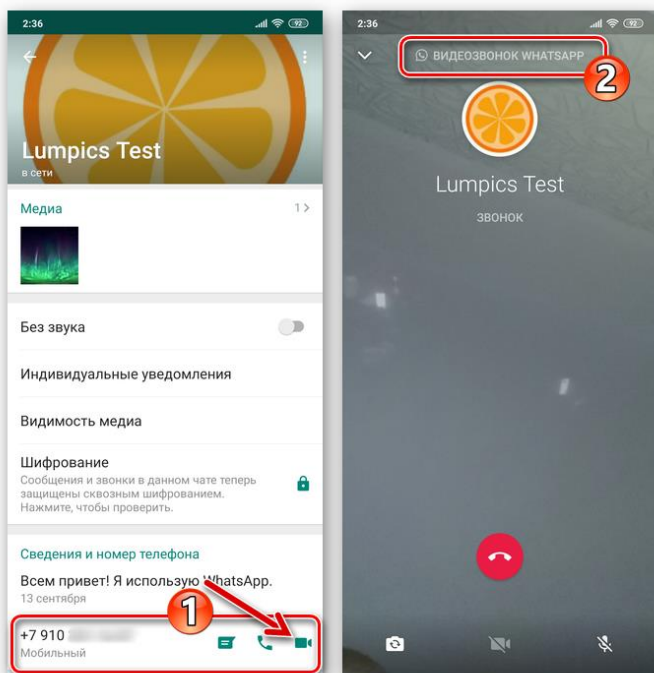 2:36
92
Lumpics Test
в сети
Медиа
1 >
Без звука
Индивидуальные уведомления
Видимость медиа
Шифрование
Сообщения и звонки в данном чате теперь
защищены сквозным шифрованием.
Нажмите, чтобы проверить.
Сведения и номер телефона
Всем привет! Я использую WhatsApp.
13 сентября
1
+7 910
Мобильный
2:36
92
ВИДЕОЗВОНОК WHATSAPP
2
Lumpics Test
ЗВОНОК